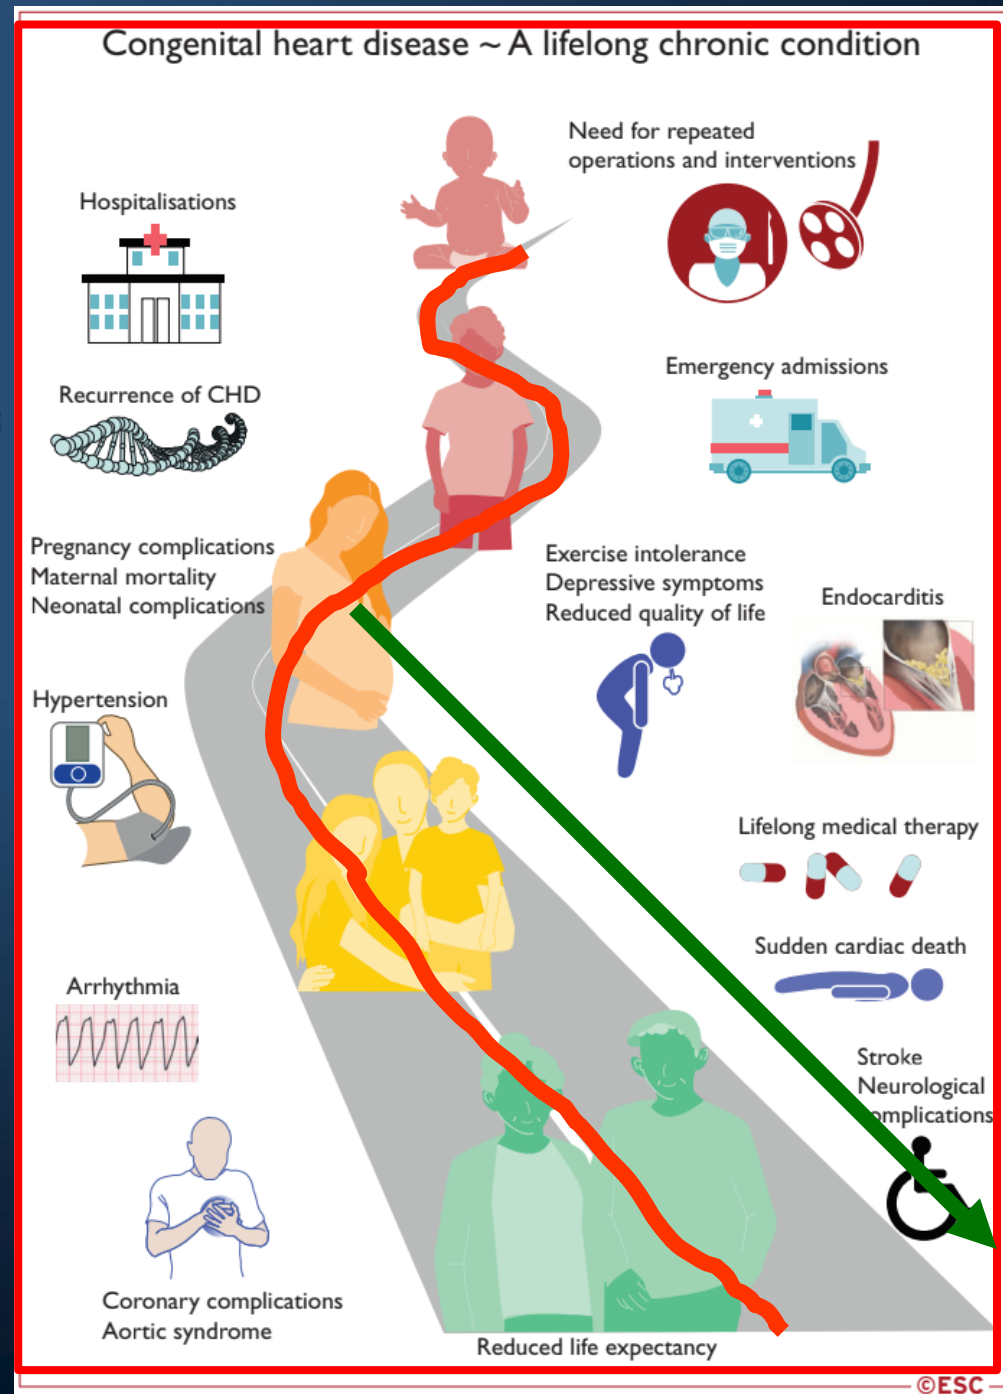 Congenital heart disease ~ A lifelong chronic condition
Need for repeated
operations and interventions
Hospitalisations
Emergency admissions
Recurrence of CHD
Pregnancy complications
Maternal mortality
Neonatal complications
Exercise intolerance
Depressive symptoms
Reduced quality of life
Endocarditis
Hypertension
Lifelong medical therapy
Sudden cardiac death
Arrhythmia
Stroke
Neurological
omplications
Coronary complications
Aortic syndrome
Reduced life expectancy
©ESC